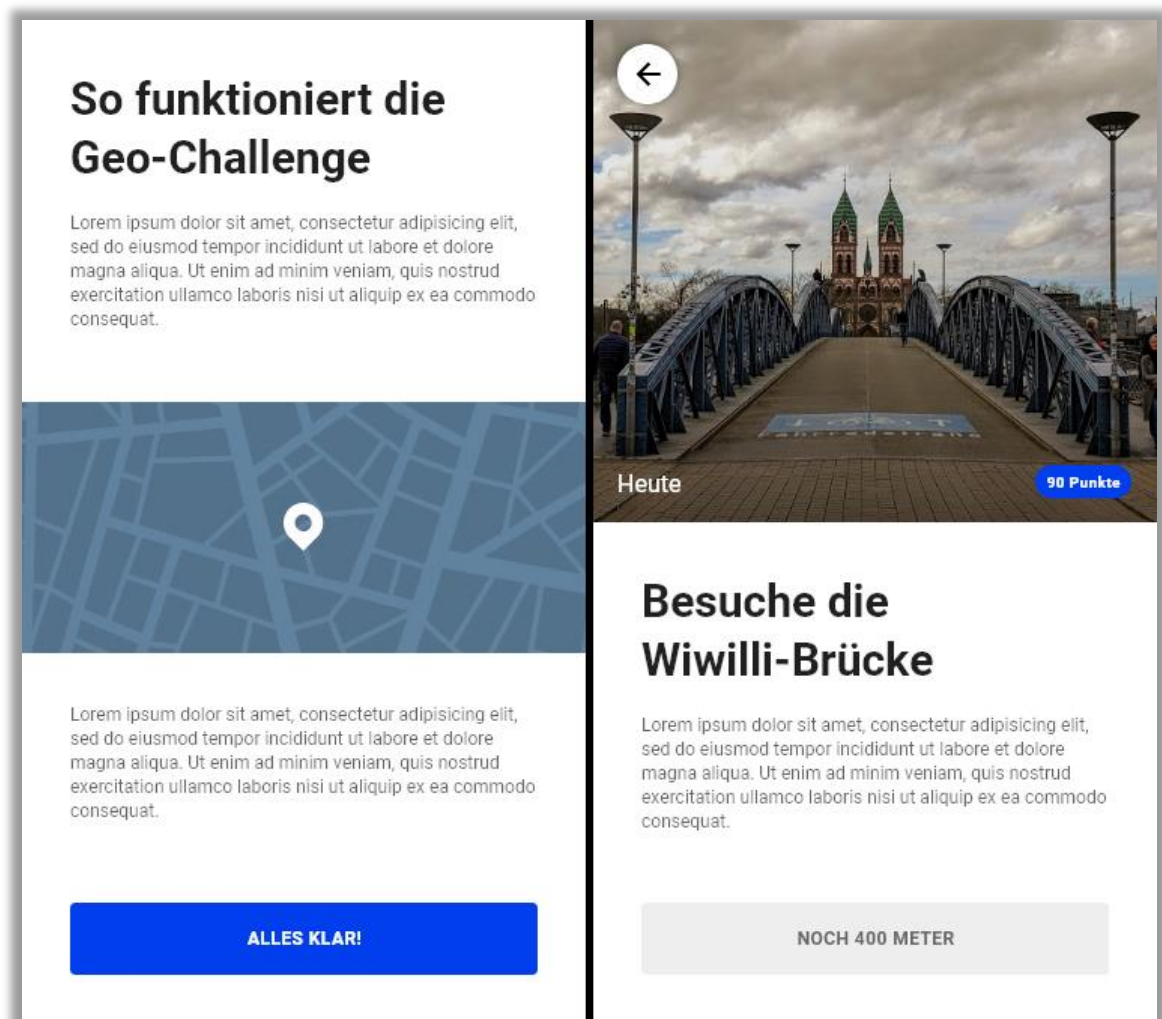 So funktioniert die
Geo-Challenge
Lorem ipsum dolor sit amet, consectetur adipisicing elit,
sed do eiusmod tempor incididunt ut labore et dolore
magna aliqua. Ut enim ad minim veniam, quis nostrud
exercitation ullamco laboris nisi ut aliquip ex ea commodo
consequat.
Lorem ipsum dolor sit amet, consectetur adipisicing elit,
sed do eiusmod tempor incididunt ut labore et dolore
magna aliqua. Ut enim ad minim veniam, quis nostrud
exercitation ullamco laboris nisi ut aliquip ex ea commodo
consequat.
ALLES KLAR!
Fahrradstraße
Heute
90 Punkte
Besuche die
Wiwilli-Brücke
Lorem ipsum dolor sit amet, consectetur adipisicing elit,
sed do eiusmod tempor incididunt ut labore et dolore
magna aliqua. Ut enim ad minim veniam, quis nostrud
exercitation ullamco laboris nisi ut aliquip ex ea commodo
consequat.
NOCH 400 METER